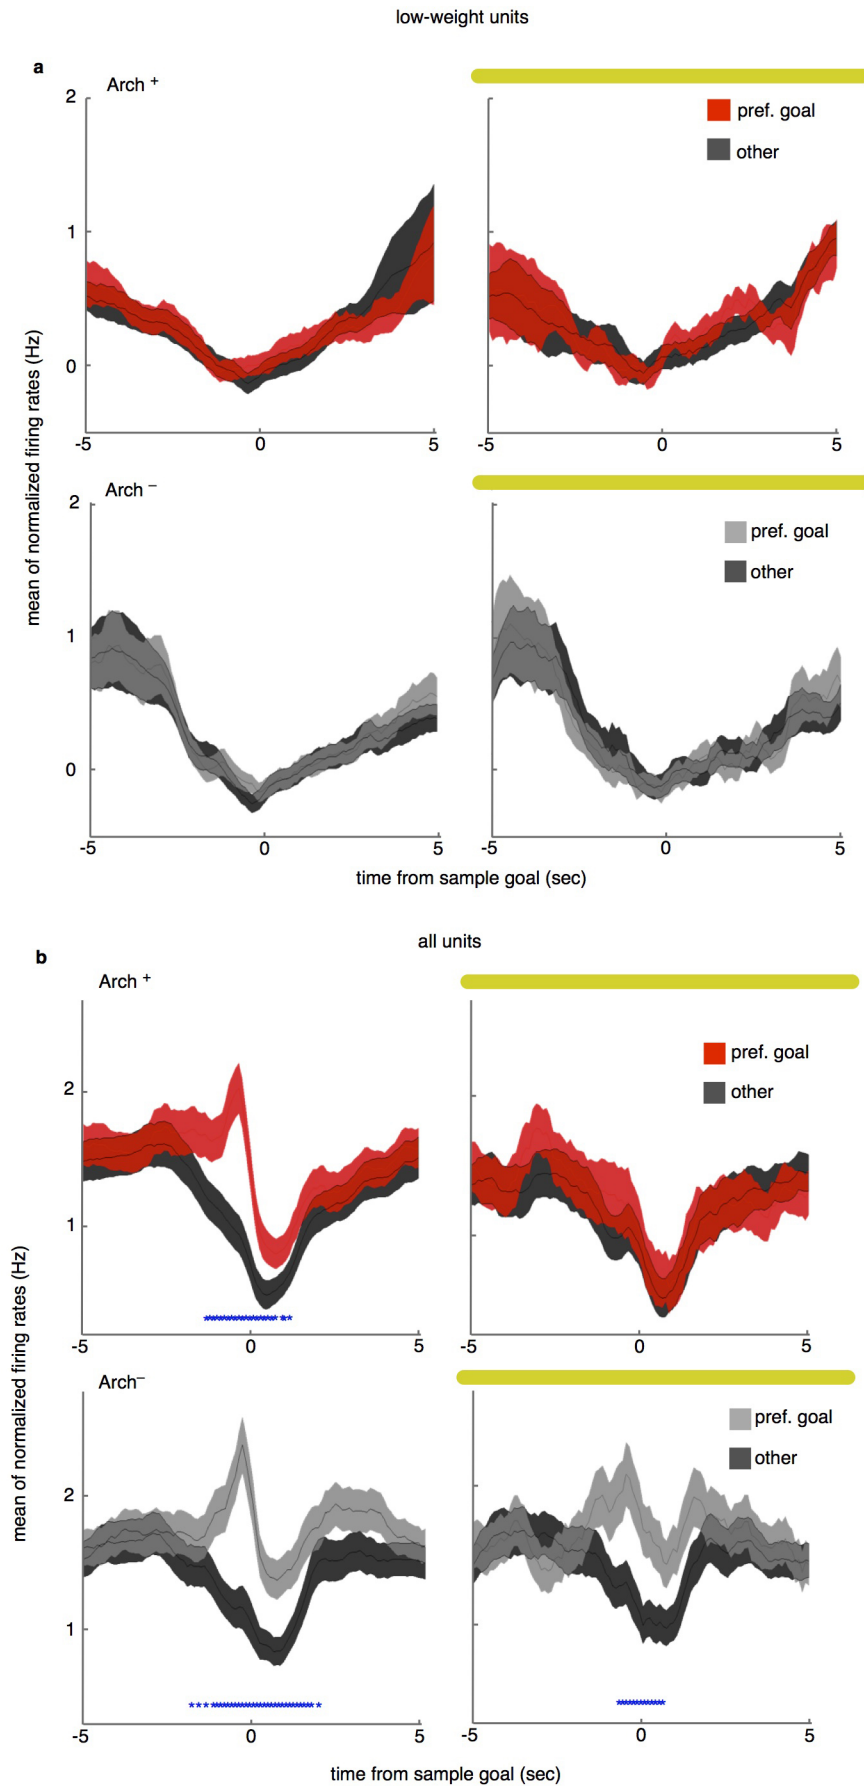 low-weight units
a
Arch +
2
1
0
-5 0 5
pref. goal
other
-5 0 5
Arch –
2
1
0
-5 0 5
pref. goal
other
-5 0 5
mean of normalized firing rates (Hz)
time from sample goal (sec)
all units
b
Arch +
2
1
-5 0 5
pref. goal
other
-5 0 5
Arch–
2
1
-5 0 5
pref. goal
other
-5 0 5
mean of normalized firing rates (Hz)
time from sample goal (sec)